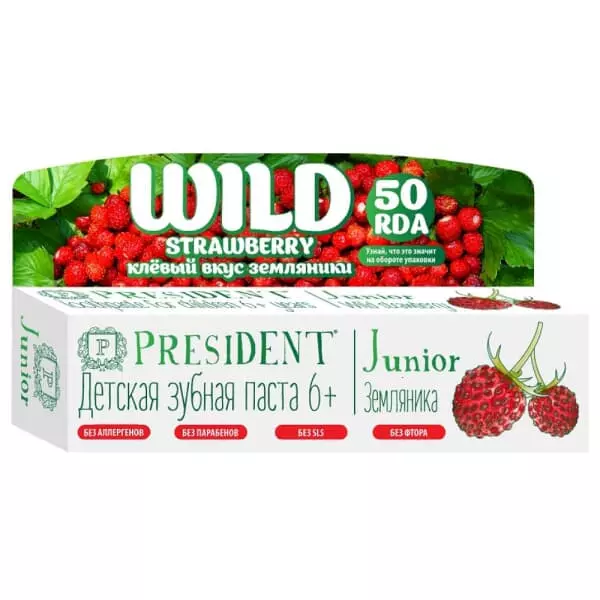 WILD
STRAWBERRY
клёвый вкус земляники
50
RDA
Узнай, что это значит
на обороте упаковки
P
PRESIDENT®
Junior
Детская зубная паста 6+
Земляника
БЕЗ АЛЛЕРГЕНОВ
БЕЗ ПАРАБЕНОВ
БЕЗ SLS
БЕЗ ФТОРА
P
Junior